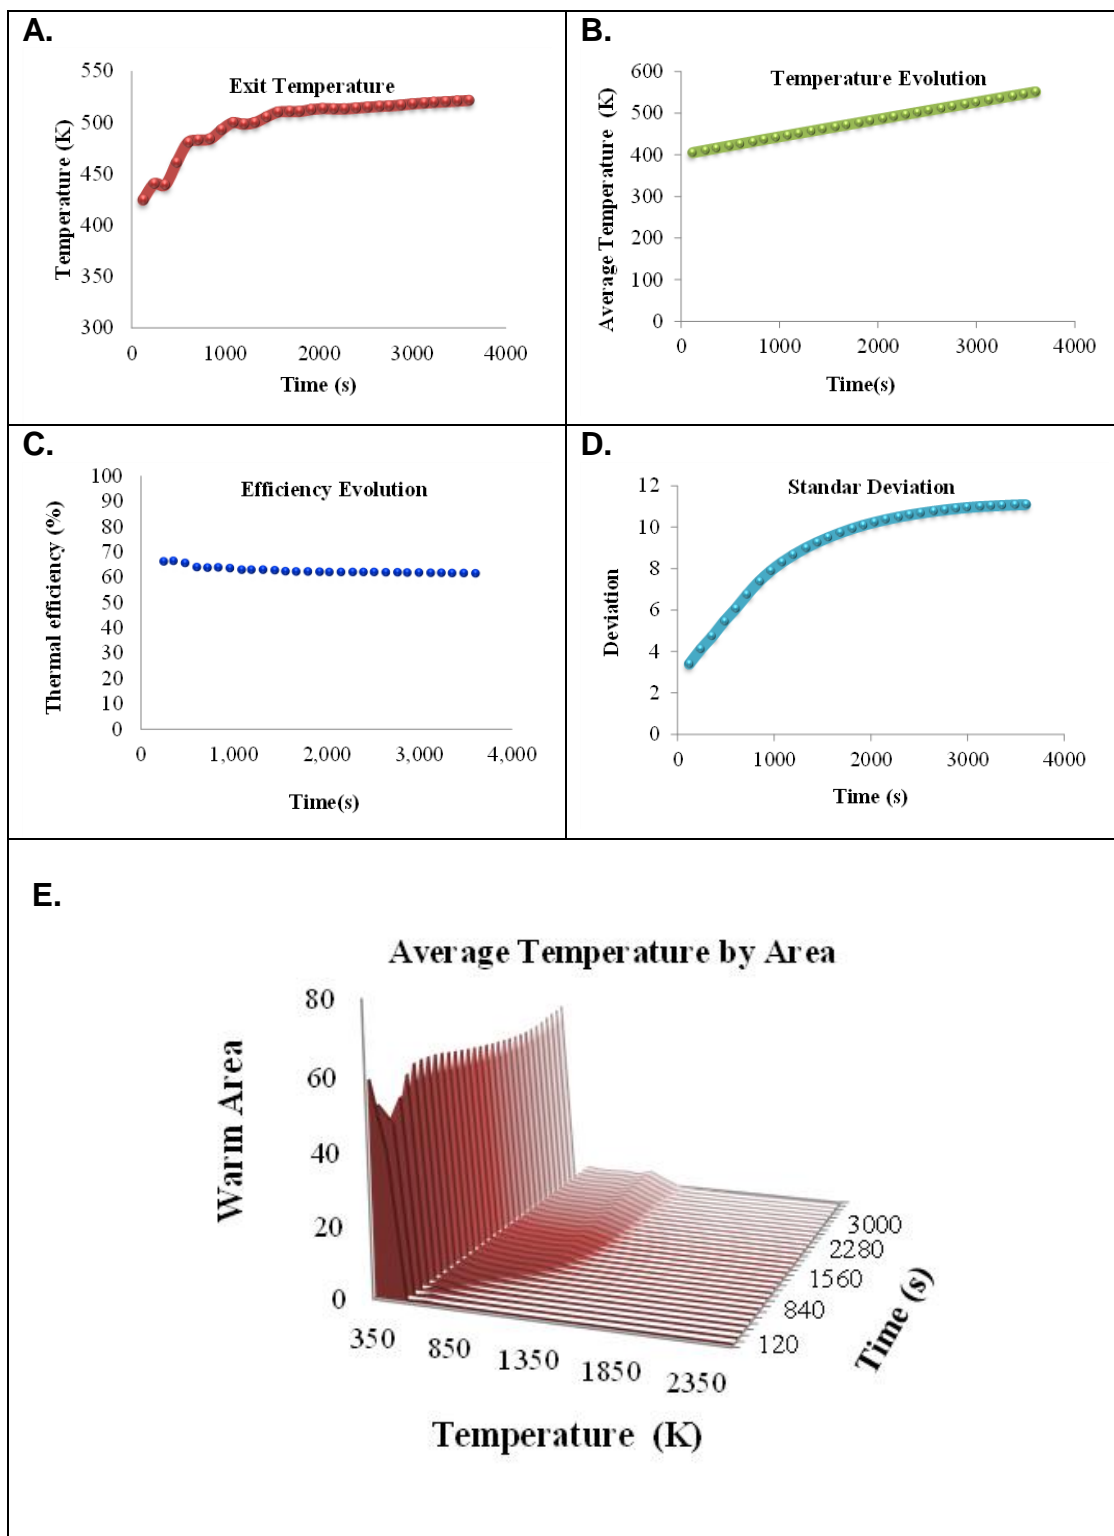 A.
Exit Temperature
Temperature (K)
550
500
450
400
350
300
0 1000 2000 3000 4000
Time (s)
B.
Temperature Evolution
Average Temperature (K)
600
500
400
300
200
100
0
0 1000 2000 3000 4000
Time(s)
C.
Efficiency Evolution
Thermal efficiency (%)
100
90
80
70
60
50
40
30
20
10
0
0 1,000 2,000 3,000 4,000
Time(s)
D.
Standar Deviation
Deviation
12
10
8
6
4
2
0
0 1000 2000 3000 4000
Time (s)
E.
Average Temperature by Area
Warm Area
80
60
40
20
0
350 850 1350 1850 2350
Temperature (K)
3000
2280
1560
840
120
Time (s)